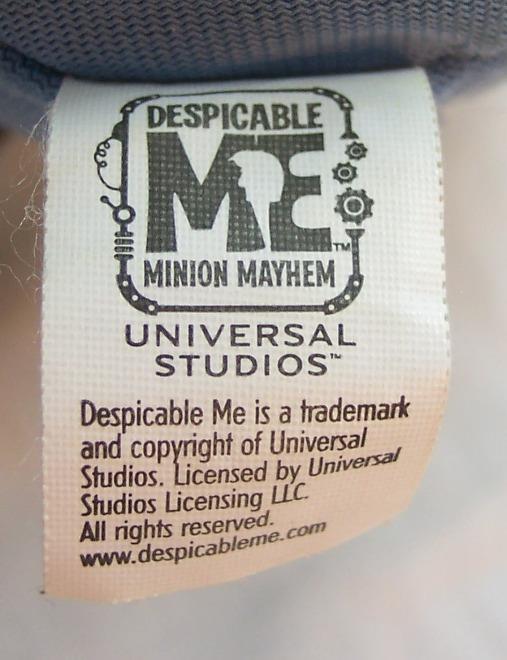 DESPICABLE
ME™
MINION MAYHEM
UNIVERSAL
STUDIOS™
Despicable Me is a trademark
and copyright of Universal
Studios. Licensed by Universal
Studios Licensing LLC.
All rights reserved.
www.despicableme.com